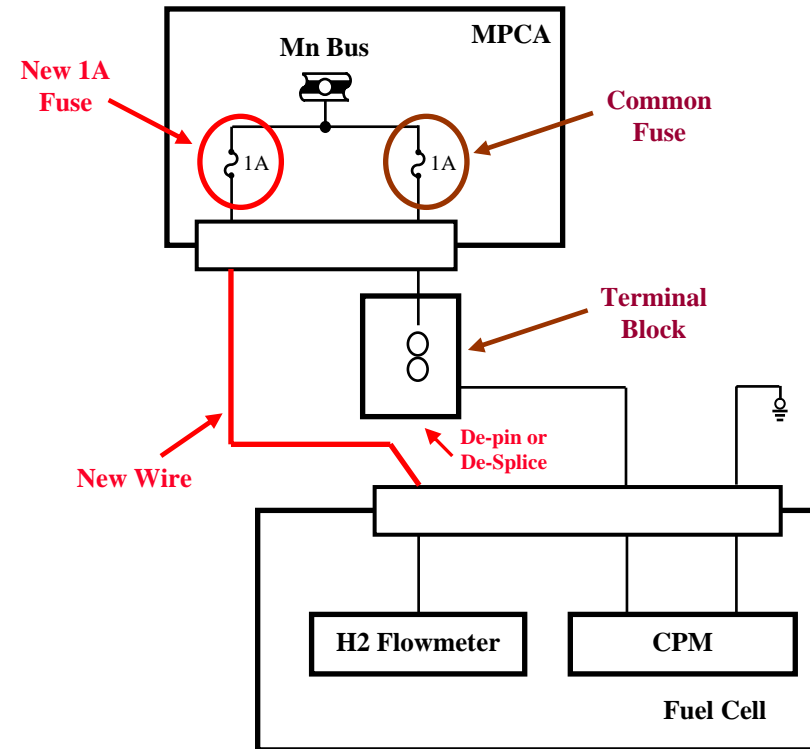 MPCA
Mn Bus
New 1A
Fuse
Common
Fuse
1A
1A
Terminal
Block
De-pin or
De-Splice
New Wire
H2 Flowmeter
CPM
Fuel Cell